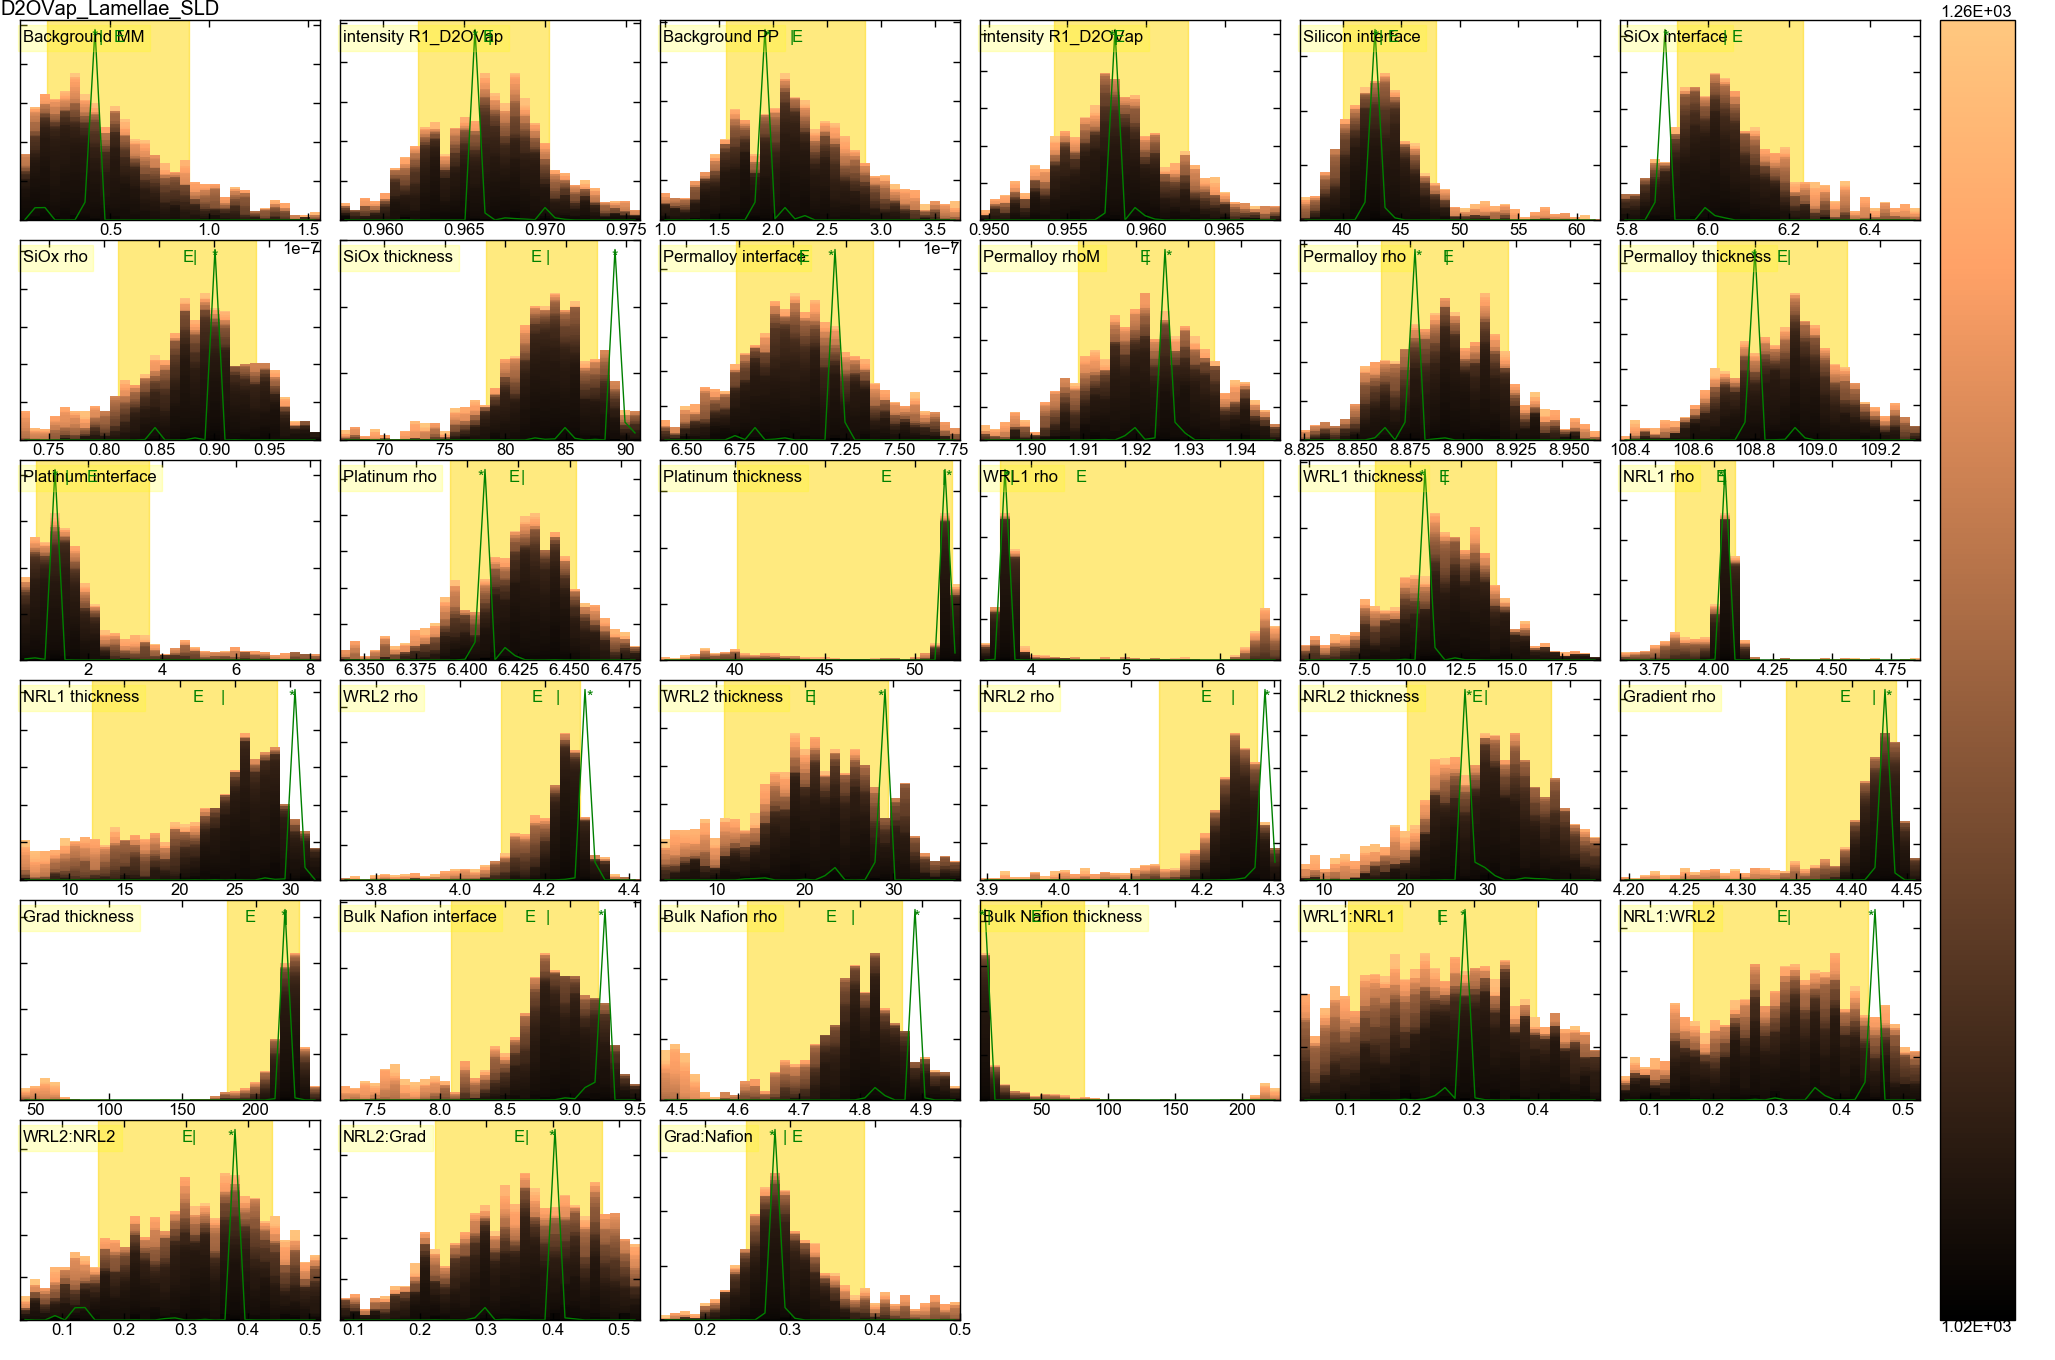 D2OVap_Lamellae_SLD
1.26E+03
Background MM
intensity R1_D2OVap
Background PP
intensity R1_D2OVap
Silicon interface
SiOx interface
0.5 1.0 1.5
0.960 0.965 0.970 0.975
1.0 1.5 2.0 2.5 3.0 3.5
0.950 0.955 0.960 0.965
40 45 50 55 60
5.8 6.0 6.2 6.4
SiOx rho
1e−7
SiOx thickness
Permalloy interface
1e−7
Permalloy rhoM
Permalloy rho
Permalloy thickness
0.75 0.80 0.85 0.90 0.95
70 75 80 85 90
6.50 6.75 7.00 7.25 7.50 7.75
1.90 1.91 1.92 1.93 1.94
8.825 8.850 8.875 8.900 8.925 8.950
108.4 108.6 108.8 109.0 109.2
Platinum interface
Platinum rho
Platinum thickness
WRL1 rho
WRL1 thickness
NRL1 rho
2 4 6 8
6.350 6.375 6.400 6.425 6.450 6.475
40 45 50
4 5 6
5.0 7.5 10.0 12.5 15.0 17.5
3.75 4.00 4.25 4.50 4.75
NRL1 thickness
WRL2 rho
WRL2 thickness
NRL2 rho
NRL2 thickness
Gradient rho
10 15 20 25 30
3.8 4.0 4.2 4.4
10 20 30
3.9 4.0 4.1 4.2 4.3
10 20 30 40
4.20 4.25 4.30 4.35 4.40 4.45
Grad thickness
Bulk Nafion interface
Bulk Nafion rho
Bulk Nafion thickness
WRL1:NRL1
NRL1:WRL2
50 100 150 200
7.5 8.0 8.5 9.0 9.5
4.5 4.6 4.7 4.8 4.9
50 100 150 200
0.1 0.2 0.3 0.4
0.1 0.2 0.3 0.4 0.5
WRL2:NRL2
NRL2:Grad
Grad:Nafion
0.1 0.2 0.3 0.4 0.5
0.1 0.2 0.3 0.4 0.5
0.2 0.3 0.4 0.5
1.02E+03